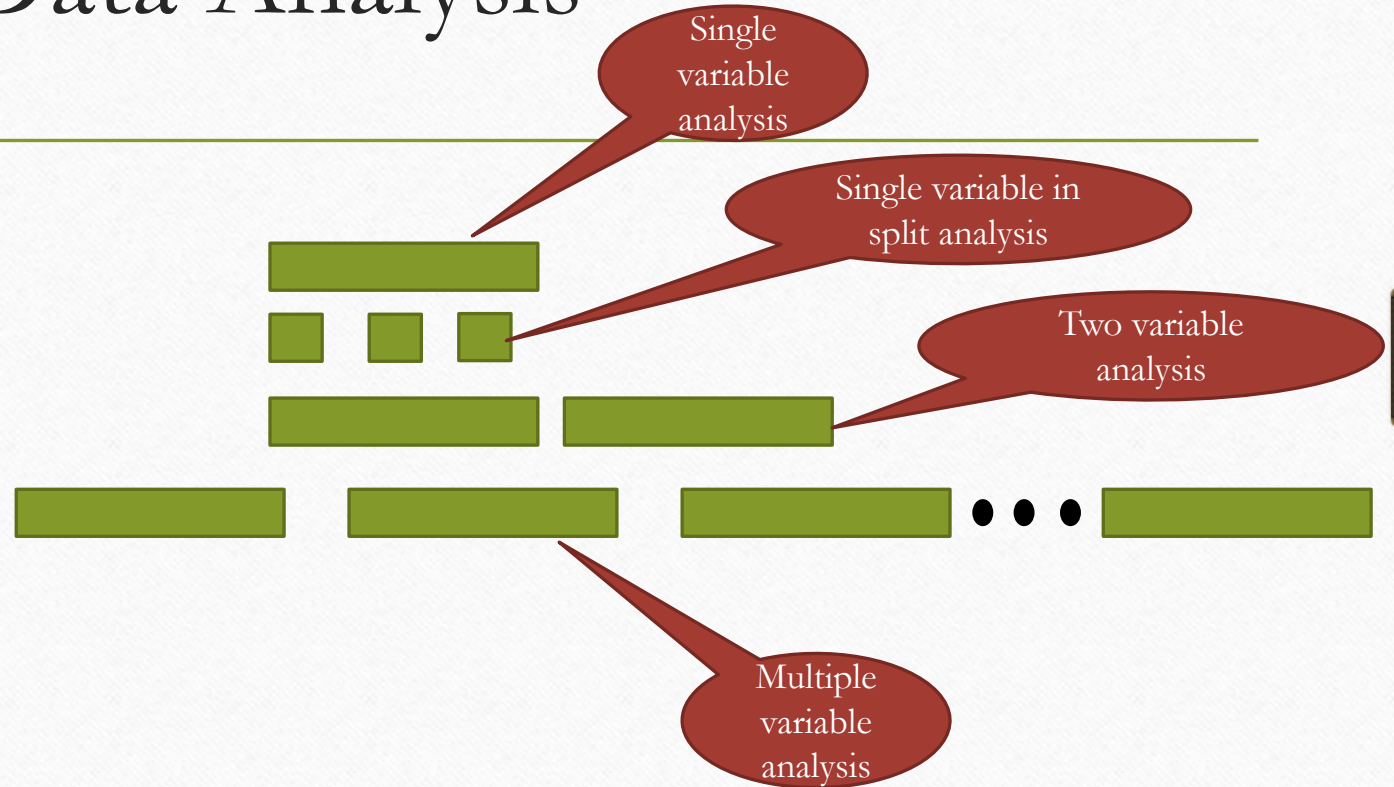 Data Analysis
Single
variable
analysis
Single variable in
split analysis
Two variable
analysis
Multiple
variable
analysis